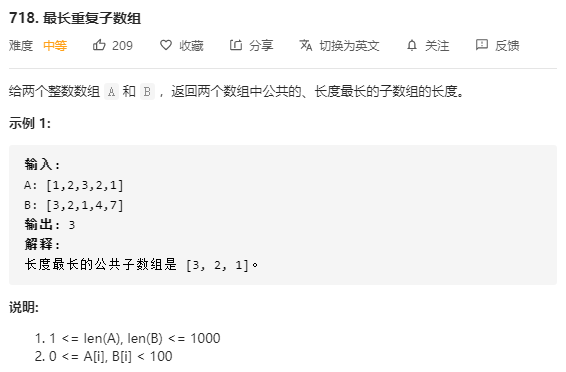 718. 最长重复子数组
难度 中等 209 收藏 分享 切换为英文 关注 反馈
给两个整数数组 A 和 B ，返回两个数组中公共的、长度最长的子数组的长度。
示例 1:
输入:
A: [1,2,3,2,1]
B: [3,2,1,4,7]
输出: 3
解释:
长度最长的公共子数组是 [3, 2, 1]。
说明:
1. 1 <= len(A), len(B) <= 1000
2. 0 <= A[i], B[i] < 100